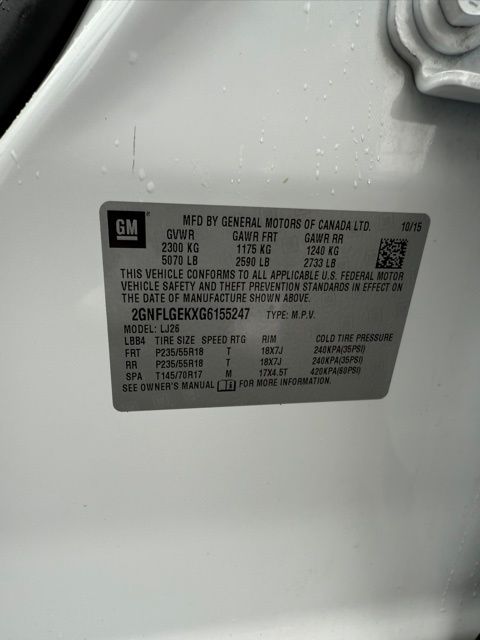 GM
MFD BY GENERAL MOTORS OF CANADA LTD. 10/15
GVWR GAWR FRT GAWR RR
2300 KG 1175 KG 1240 KG
5070 LB 2590 LB 2733 LB
THIS VEHICLE CONFORMS TO ALL APPLICABLE U.S. FEDERAL MOTOR
VEHICLE SAFETY AND THEFT PREVENTION STANDARDS IN EFFECT ON
THE DATE OF MANUFACTURE SHOWN ABOVE.
2GNFLGEKXG6155247 TYPE: M.P.V.
MODEL: LJ26
LBB4 TIRE SIZE SPEED RTG RIM COLD TIRE PRESSURE
FRT P235/55R18 T 18X7J 240KPA(35PSI)
RR P235/55R18 T 18X7J 240KPA(35PSI)
SPA T145/70R17 M 17X4.5T 420KPA(60PSI)
SEE OWNER'S MANUAL FOR ADDITIONAL INFORMATION.